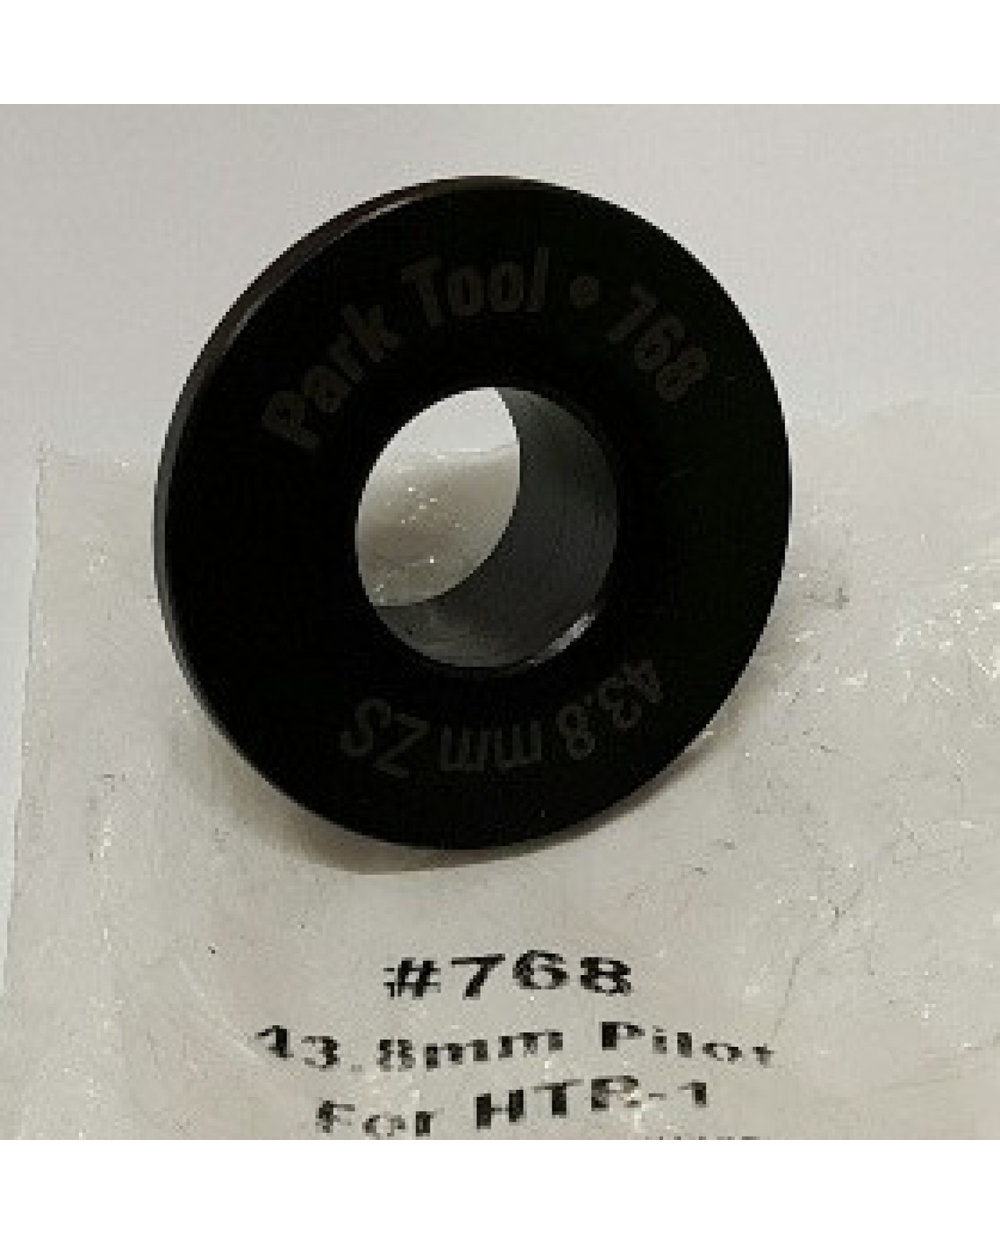 Park Tool • 768
43.8 mm ZS
#768
43.8mm Pilot
For HTR-1